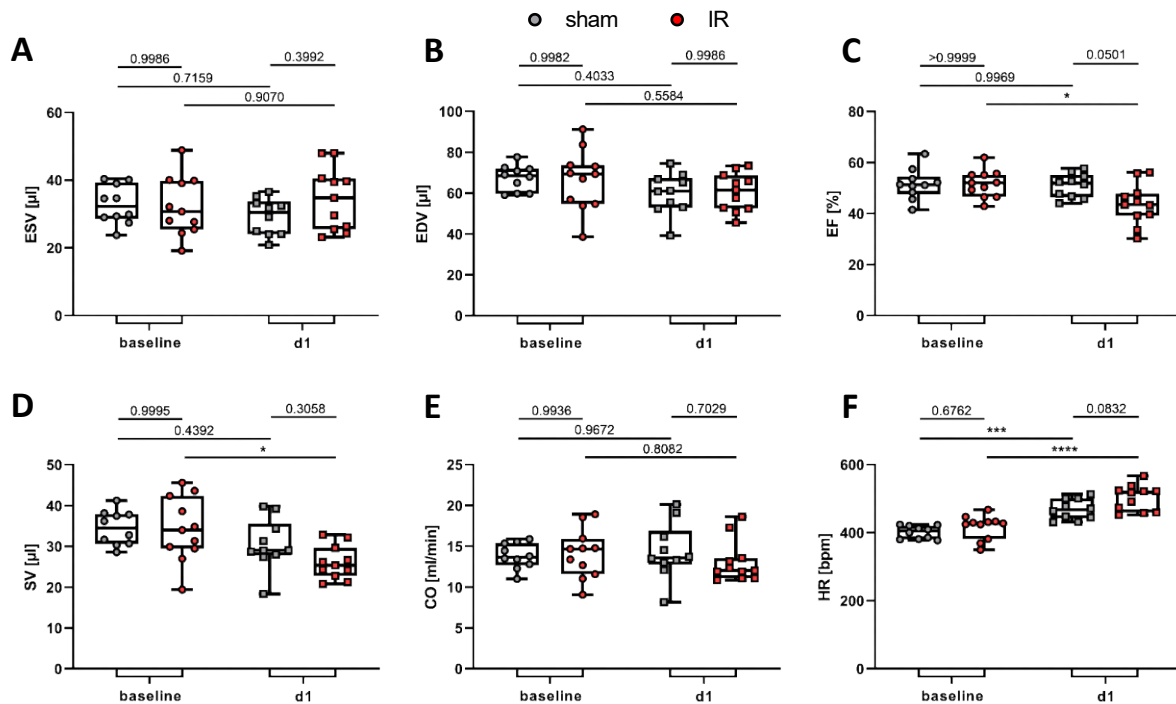 sham IR
A
0.9986 0.3992
0.7159
0.9070
60
40
20
0
ESV [µl]
baseline d1
B
0.9982 0.9986
0.4033
0.5584
100
80
60
40
20
0
EDV [µl]
baseline d1
C
>0.9999 0.0501
0.9969
*
80
60
40
20
0
EF [%]
baseline d1
D
0.9995 0.3058
0.4392
*
50
40
30
20
10
0
SV [µl]
baseline d1
E
0.9936 0.7029
0.9672
0.8082
25
20
15
10
5
0
CO [ml/min]
baseline d1
F
0.6762 0.0832
***
****
600
400
200
0
HR [bpm]
baseline d1